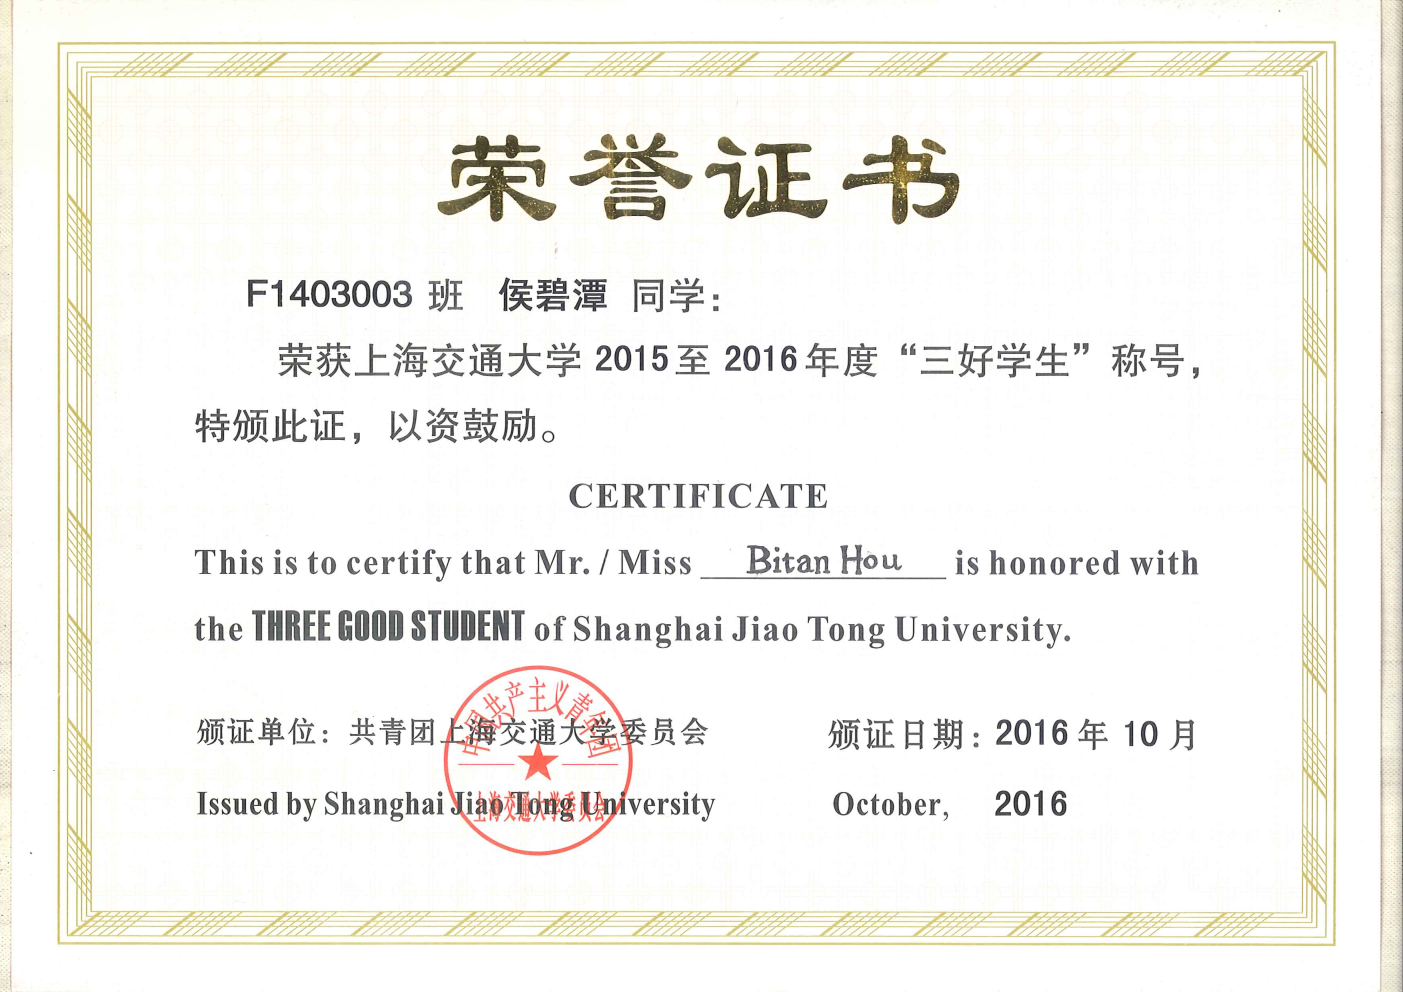 荣誉证书
F1403003 班 侯碧潭 同学：
荣获上海交通大学 2015 至 2016 年度“三好学生”称号，
特颁此证，以资鼓励。
CERTIFICATE
This is to certify that Mr. / Miss Bitan Hou is honored with
the THREE GOOD STUDENT of Shanghai Jiao Tong University.
颁证单位：共青团上海交通大学委员会
颁证日期：2016 年 10 月
Issued by Shanghai Jiao Tong University
October, 2016
中国共产主义青年团
上海交通大学委员会